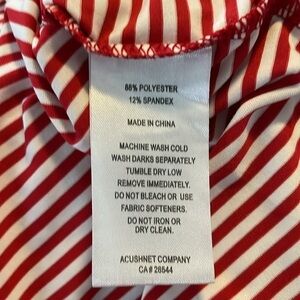 88% POLYESTER
12% SPANDEX
MADE IN CHINA
MACHINE WASH COLD
WASH DARKS SEPARATELY
TUMBLE DRY LOW
REMOVE IMMEDIATELY.
DO NOT BLEACH OR USE
FABRIC SOFTENERS.
DO NOT IRON OR
DRY CLEAN.
ACUSHNET COMPANY
CA # 28544